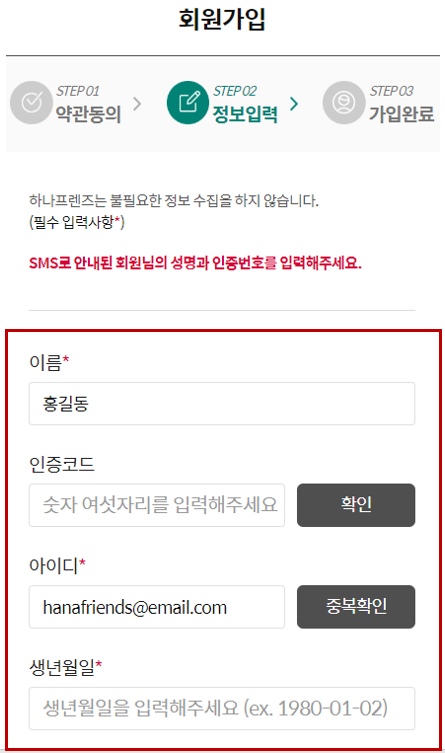 회원가입
STEP 01
약관동의
STEP 02
정보입력
STEP 03
가입완료
하나프렌즈는 불필요한 정보 수집을 하지 않습니다.
(필수 입력사항*)
SMS로 안내된 회원님의 성명과 인증번호를 입력해주세요.
이름*
홍길동
인증코드
숫자 여섯자리를 입력해주세요
확인
아이디*
hanafriends@email.com
중복확인
생년월일*
생년월일을 입력해주세요 (ex. 1980-01-02)